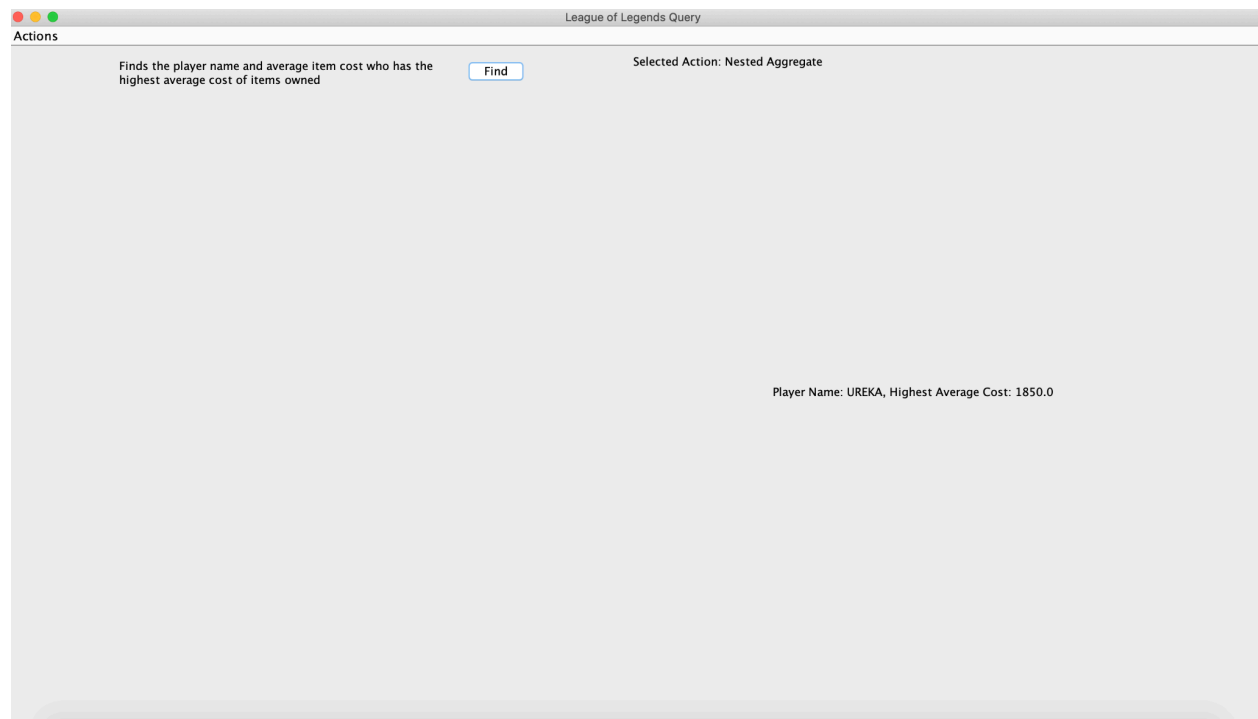 League of Legends Query
Actions
Finds the player name and average item cost who has the
highest average cost of items owned
Find
Selected Action: Nested Aggregate
Player Name: UREKA, Highest Average Cost: 1850.0